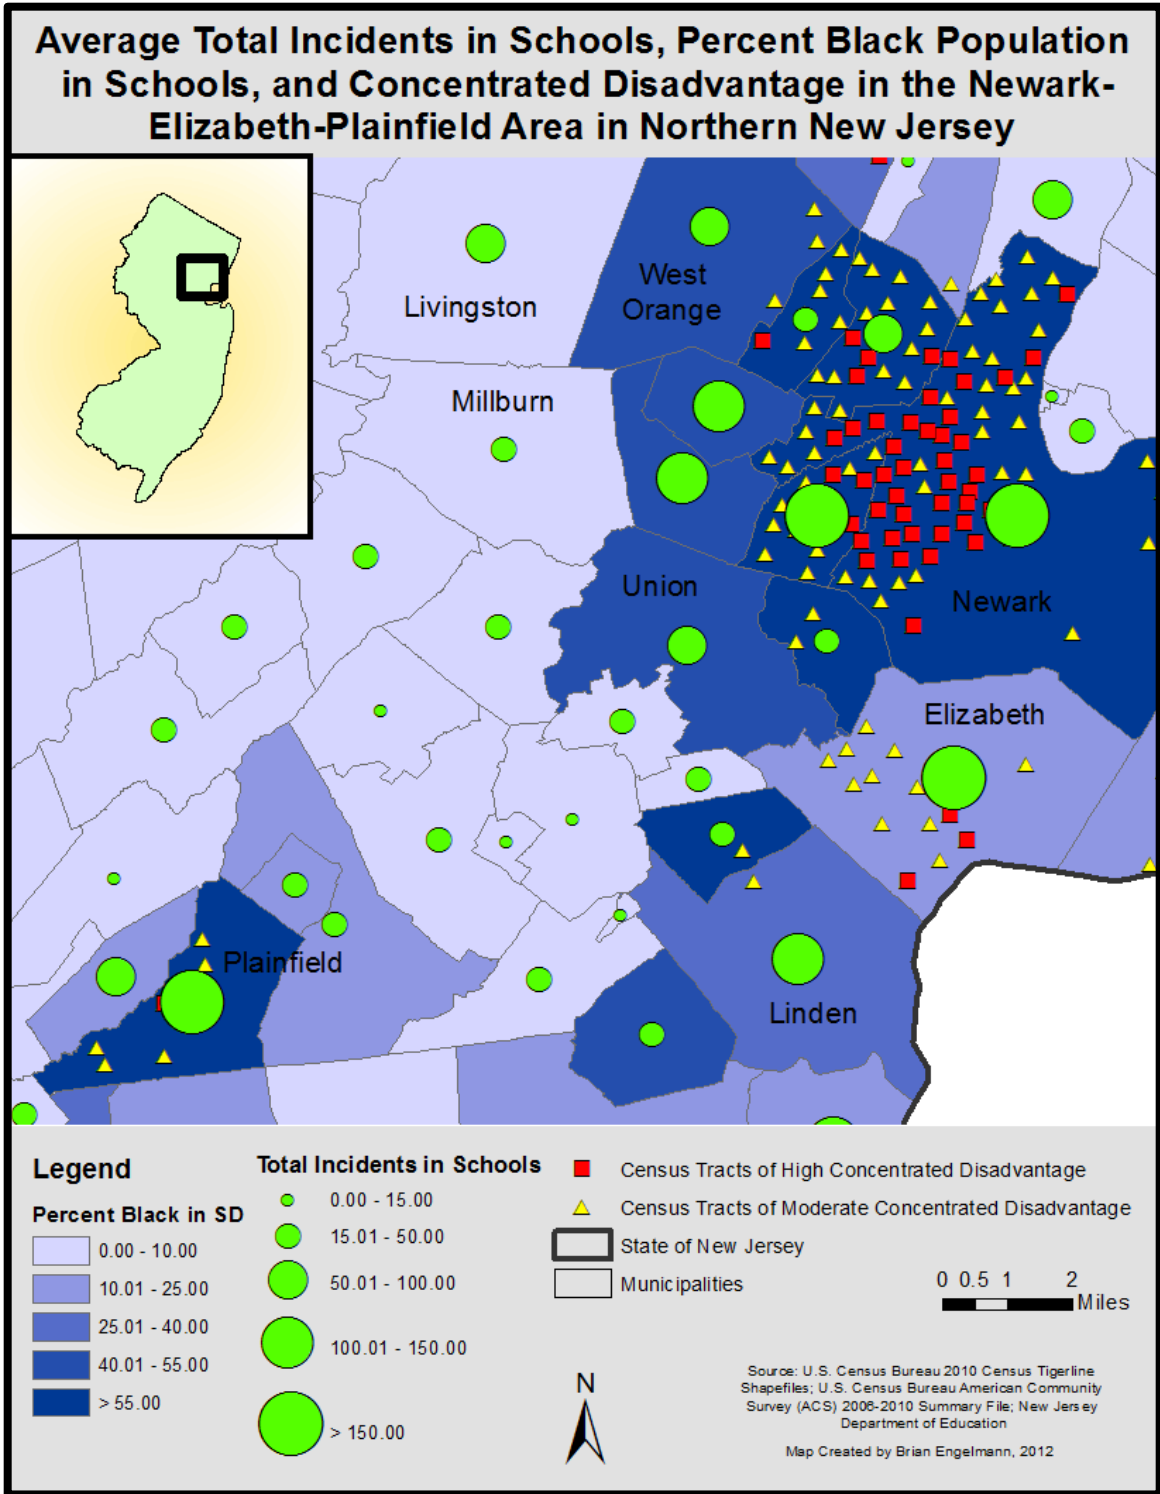 Average Total Incidents in Schools, Percent Black Population
in Schools, and Concentrated Disadvantage in the Newark-
Elizabeth-Plainfield Area in Northern New Jersey
West
Orange
Livingston
Millburn
Union
Newark
Elizabeth
Plainfield
Linden
Legend
Percent Black in SD
0.00 - 10.00
10.01 - 25.00
25.01 - 40.00
40.01 - 55.00
> 55.00
Total Incidents in Schools
0.00 - 15.00
15.01 - 50.00
50.01 - 100.00
100.01 - 150.00
> 150.00
Census Tracts of High Concentrated Disadvantage
Census Tracts of Moderate Concentrated Disadvantage
State of New Jersey
Municipalities
0 0.5 1 2
Miles
N
Source: U.S. Census Bureau 2010 Census Tigerline
Shapefiles; U.S. Census Bureau American Community
Survey (ACS) 2006-2010 Summary File; New Jersey
Department of Education
Map Created by Brian Engelmann, 2012